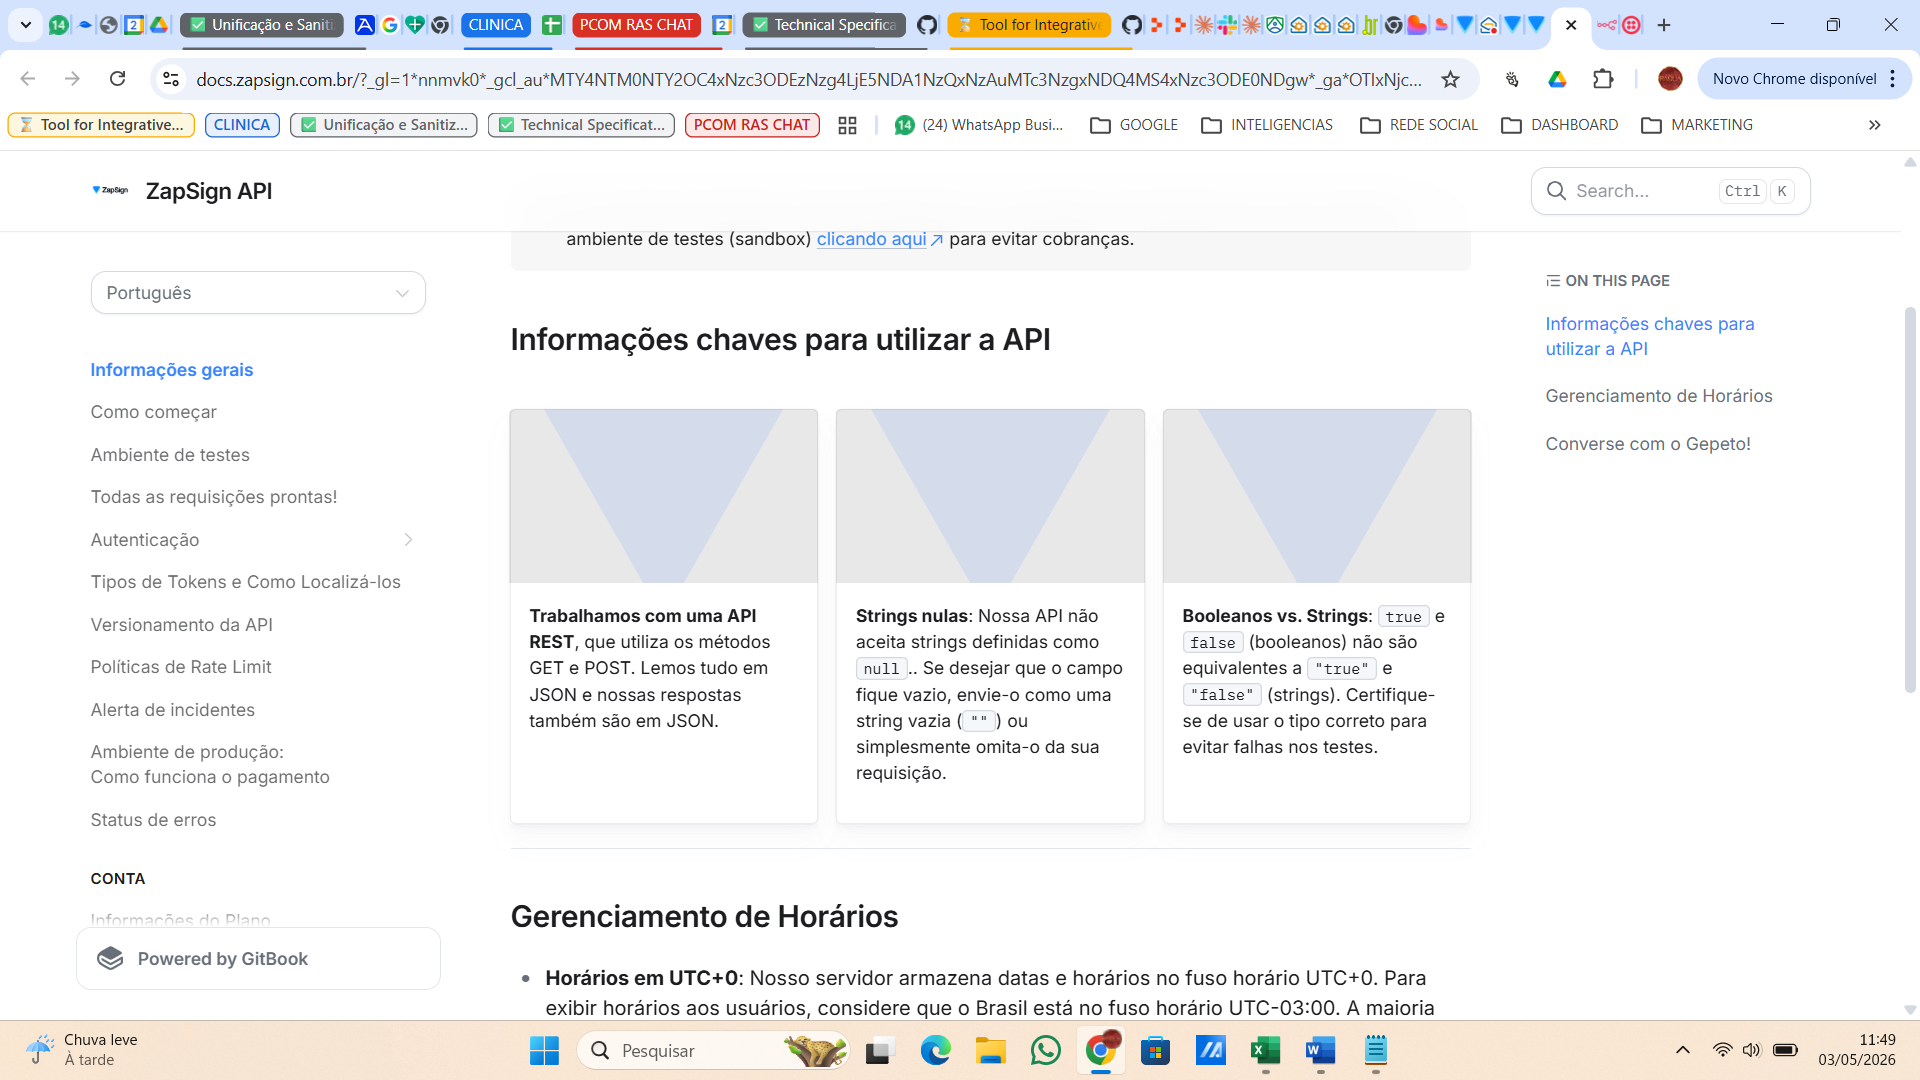 14
2
Unificação e Saniti
CLINICA
PCOM RAS CHAT
2
Technical Specifica
Tool for Integrative
docs.zapsign.com.br/?_gl=1*nnmvk0*_gcl_au*MTY4NTM0NTY2OC4xNzc3ODEzNzg4LjE5NDA1NzQxNzAuMTc3NzgxNDQ4MS4xNzc3ODE0NDgw*_ga*OTIxNjc...
Novo Chrome disponível
Tool for Integrative...
CLINICA
Unificação e Sanitiz...
Technical Specificat...
PCOM RAS CHAT
14
(24) WhatsApp Busi...
GOOGLE
INTELIGENCIAS
REDE SOCIAL
DASHBOARD
MARKETING
ZapSign
ZapSign API
Search...
Ctrl
K
Português
Informações gerais
Como começar
Ambiente de testes
Todas as requisições prontas!
Autenticação
Tipos de Tokens e Como Localizá-los
Versionamento da API
Políticas de Rate Limit
Alerta de incidentes
Ambiente de produção:
Como funciona o pagamento
Status de erros
CONTA
Informações do Plano
Powered by GitBook
ambiente de testes (sandbox) clicando aqui para evitar cobranças.
Informações chaves para utilizar a API
Trabalhamos com uma API
REST, que utiliza os métodos
GET e POST. Lemos tudo em
JSON e nossas respostas
também são em JSON.
Strings nulas: Nossa API não
aceita strings definidas como
null.. Se desejar que o campo
fique vazio, envie-o como uma
string vazia ("") ou
simplesmente omita-o da sua
requisição.
Booleanos vs. Strings: true e
false (booleanos) não são
equivalentes a "true" e
"false" (strings). Certifique-
se de usar o tipo correto para
evitar falhas nos testes.
Gerenciamento de Horários
Horários em UTC+0: Nosso servidor armazena datas e horários no fuso horário UTC+0. Para
exibir horários aos usuários, considere que o Brasil está no fuso horário UTC-03:00. A maioria
ON THIS PAGE
Informações chaves para
utilizar a API
Gerenciamento de Horários
Converse com o Gepeto!
Chuva leve
À tarde
Pesquisar
11:49
03/05/2026